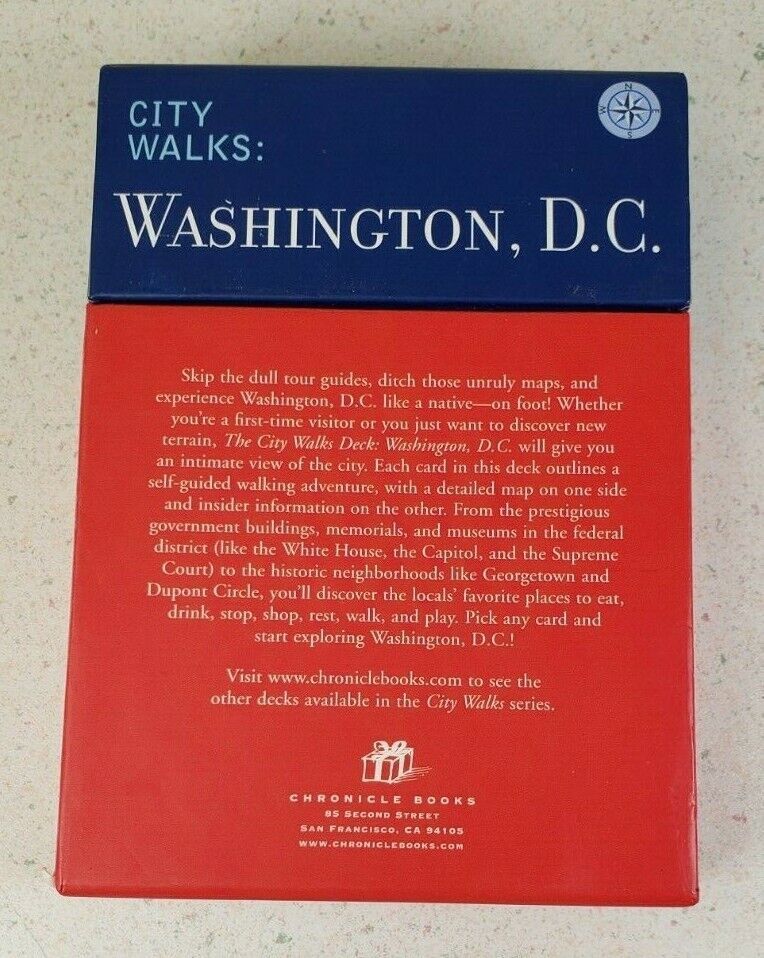 CITY
WALKS:
N
W E
S
WASHINGTON, D.C.
Skip the dull tour guides, ditch those unruly maps, and
experience Washington, D.C. like a native—on foot! Whether
you're a first-time visitor or you just want to discover new
terrain, The City Walks Deck: Washington, D.C. will give you
an intimate view of the city. Each card in this deck outlines a
self-guided walking adventure, with a detailed map on one side
and insider information on the other. From the prestigious
government buildings, memorials, and museums in the federal
district (like the White House, the Capitol, and the Supreme
Court) to the historic neighborhoods like Georgetown and
Dupont Circle, you'll discover the locals' favorite places to eat,
drink, stop, shop, rest, walk, and play. Pick any card and
start exploring Washington, D.C.!
Visit www.chroniclebooks.com to see the
other decks available in the City Walks series.
CHRONICLE BOOKS
85 SECOND STREET
SAN FRANCISCO, CA 94105
WWW.CHRONICLEBOOKS.COM